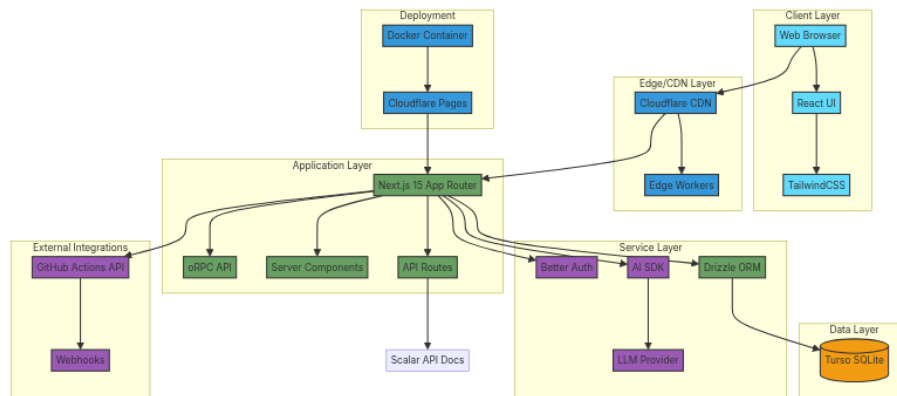 Deployment
Client Layer
Docker Container
Web Browser
Edge/CDN Layer
Cloudflare Pages
Cloudflare CDN
React UI
Application Layer
Next.js 15 App Router
Edge Workers
TailwindCSS
External Integrations
Service Layer
GitHub Actions API
oRPC API
Server Components
API Routes
Better Auth
AI SDK
Drizzle ORM
Data Layer
Webhooks
Scalar API Docs
LLM Provider
Turso SQLite